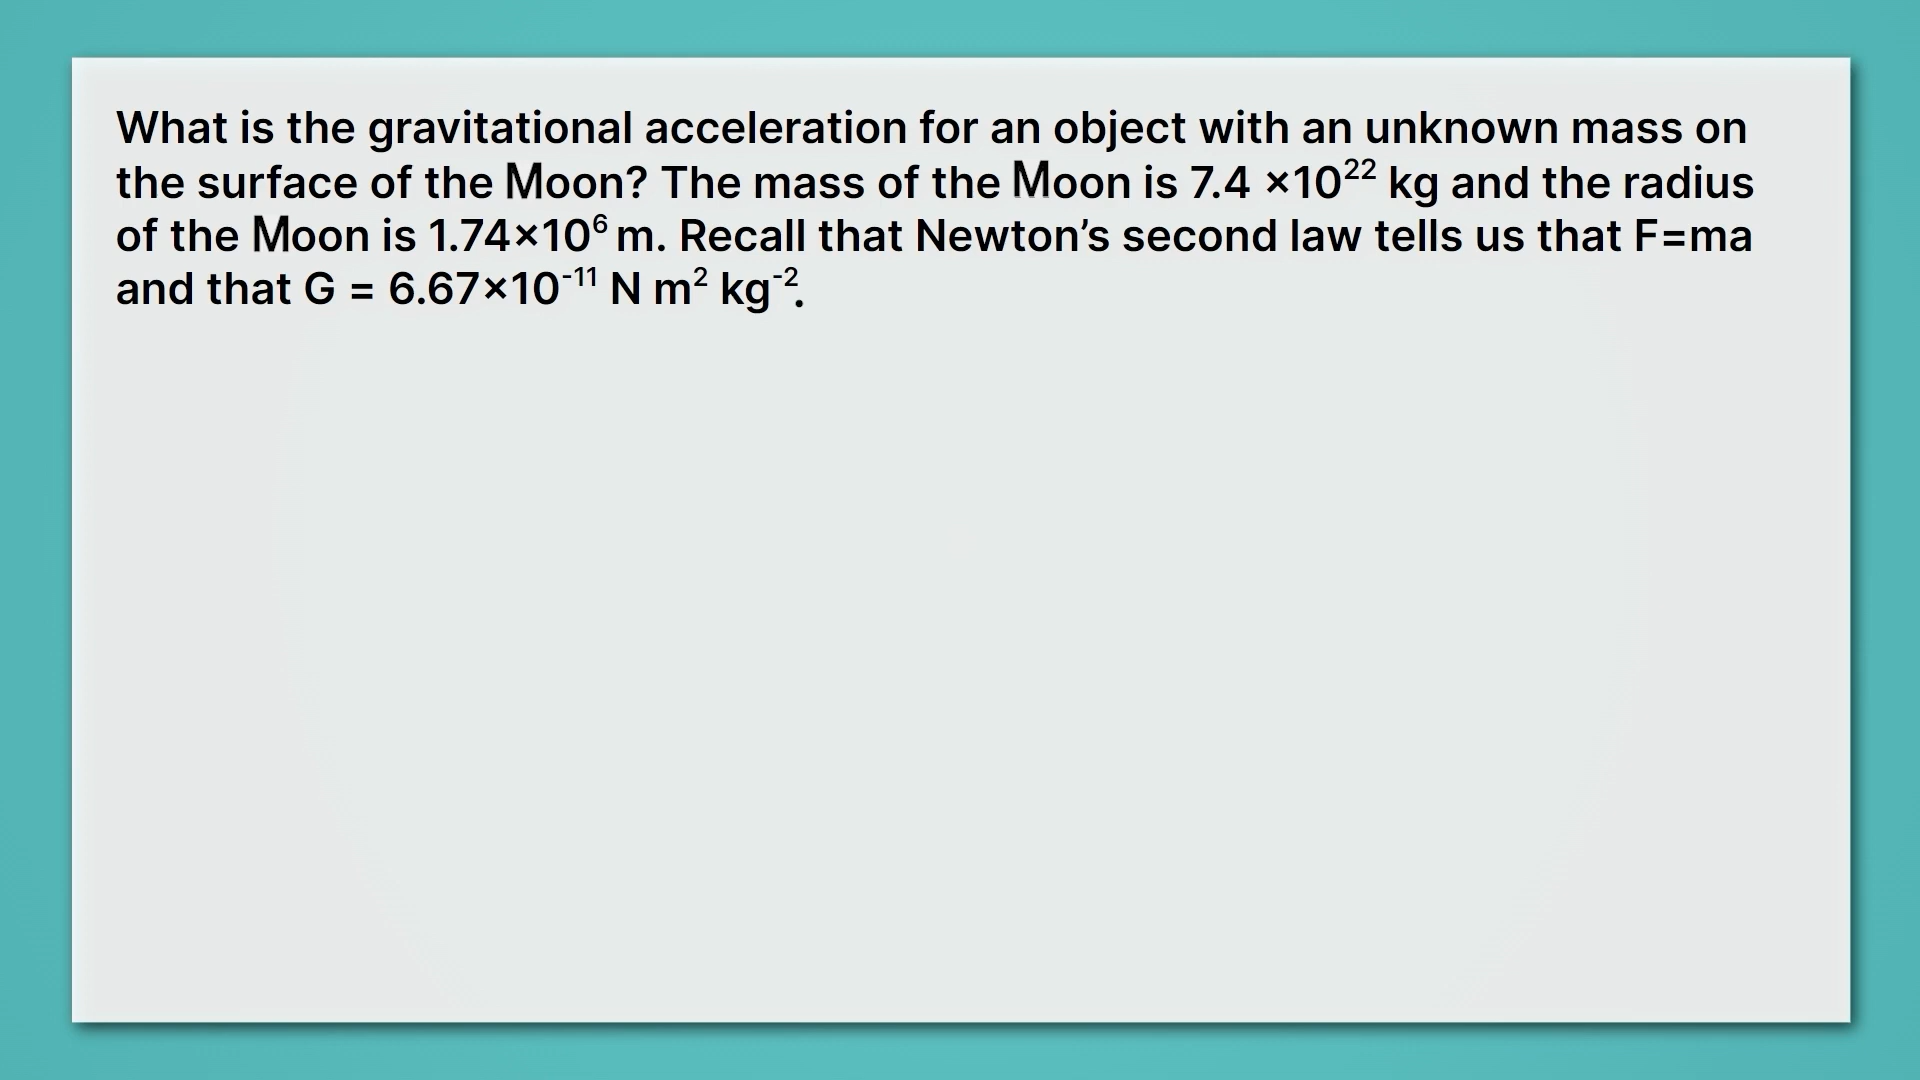 What is the gravitational acceleration for an object with an unknown mass on
the surface of the Moon? The mass of the Moon is 7.4 ×10²² kg and the radius
of the Moon is 1.74×10⁶ m. Recall that Newton’s second law tells us that F=ma
and that G = 6.67×10⁻¹¹ N m² kg⁻².